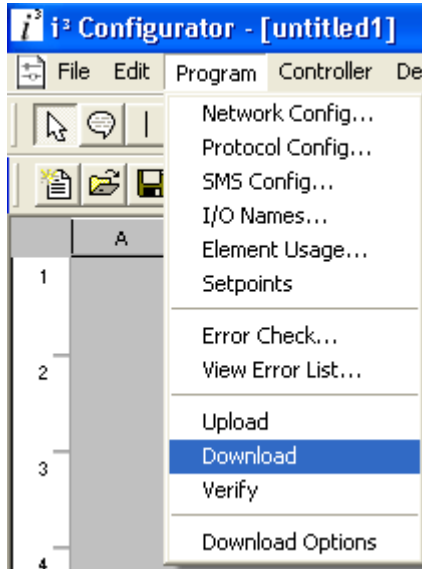 i³ i³ Configurator - [untitled1]
File Edit Program Controller De
Network Config...
Protocol Config...
SMS Config...
I/O Names...
Element Usage...
Setpoints
Error Check...
View Error List...
Upload
Download
Verify
Download Options
A
1
2
3
4